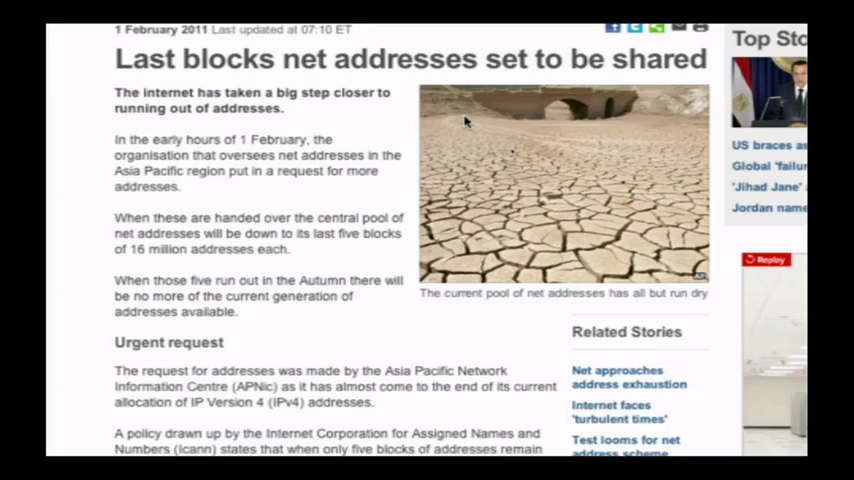 1 February 2011 Last updated at 07:10 ET
Last blocks net addresses set to be shared
The internet has taken a big step closer to
running out of addresses.
In the early hours of 1 February, the
organisation that oversees net addresses in the
Asia Pacific region put in a request for more
addresses.
When these are handed over the central pool of
net addresses will be down to its last five blocks
of 16 million addresses each.
When those five run out in the Autumn there will
be no more of the current generation of
addresses available.
Urgent request
The request for addresses was made by the Asia Pacific Network
Information Centre (APNic) as it has almost come to the end of its current
allocation of IP Version 4 (IPv4) addresses.
A policy drawn up by the Internet Corporation for Assigned Names and
Numbers (Icann) states that when only five blocks of addresses remain
AP
The current pool of net addresses has all but run dry
Related Stories
Net approaches
address exhaustion
Internet faces
'turbulent times'
Test looms for net
address scheme
Top Sto
US braces as
Global 'failu
'Jihad Jane'
Jordan name
Replay